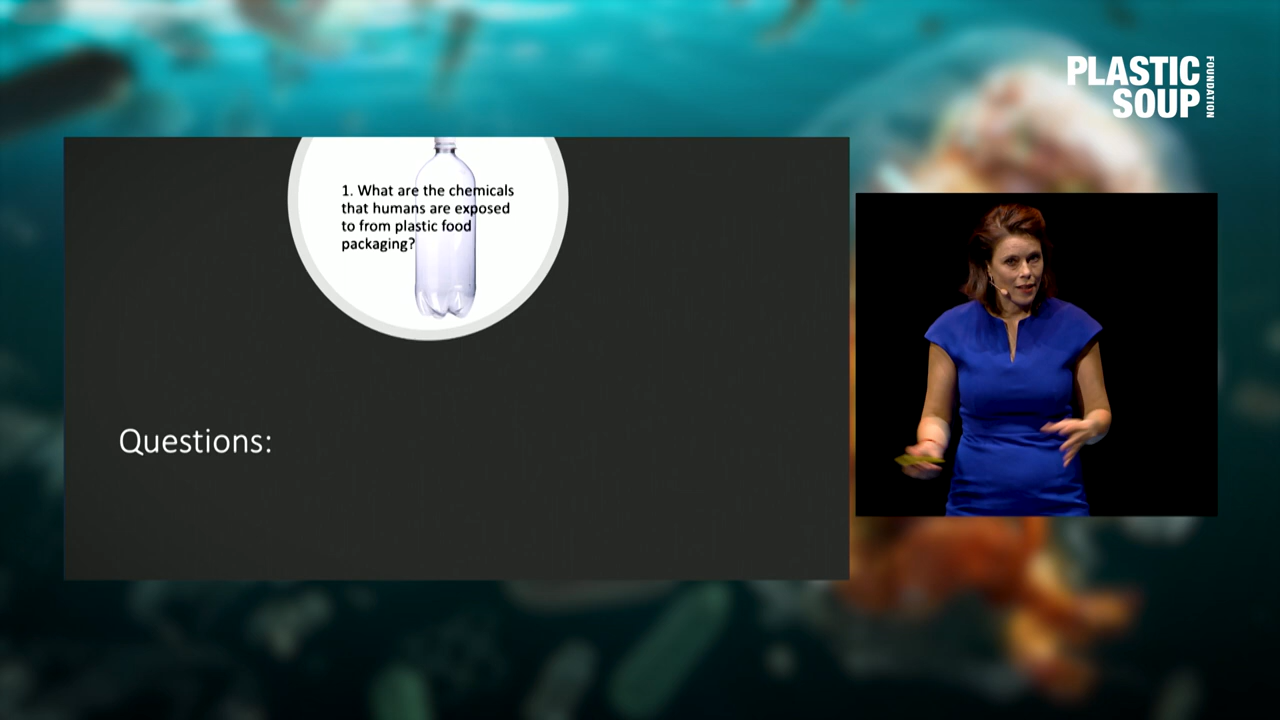 PLASTIC
SOUP
FOUNDATION
1. What are the chemicals
that humans are exposed
to from plastic food
packaging?
Questions: